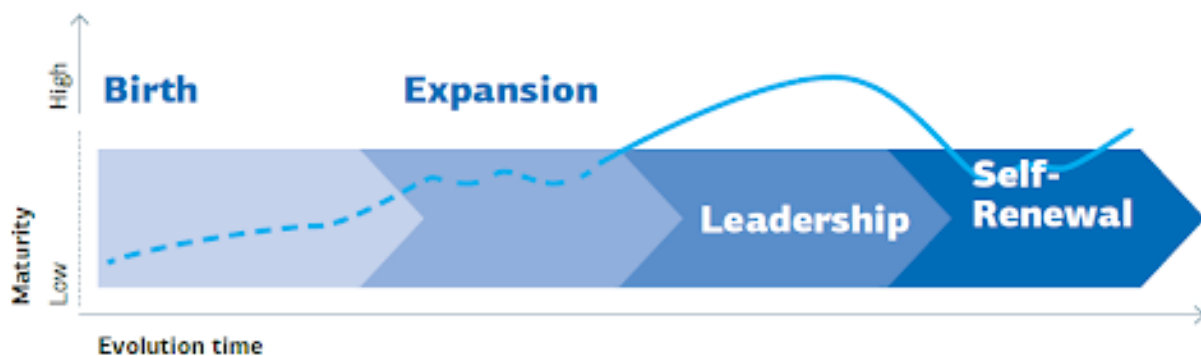 High
Birth
Expansion
Self-
Renewal
Leadership
Maturity
Low
Evolution time